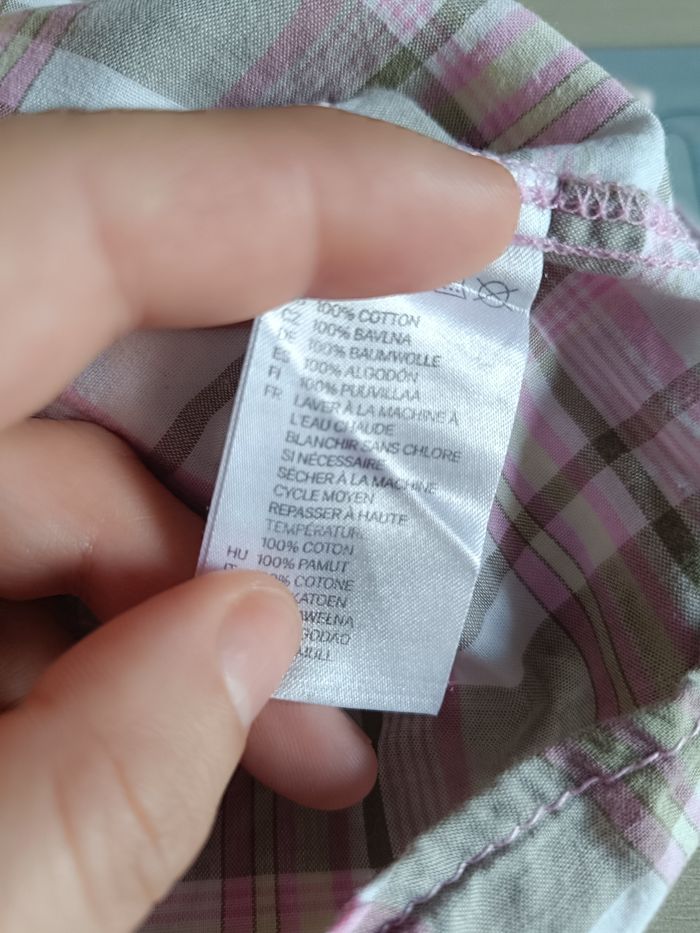 100% COTTON
CZ 100% BAVLNA
DE 100% BAUMWOLLE
ES 100% ALGODÓN
FI 100% PUUVILLAA
FR LAVER À LA MACHINE À
L'EAU CHAUDE
BLANCHIR SANS CHLORE
SI NÉCESSAIRE
SÉCHER À LA MACHINE
CYCLE MOYEN
REPASSER À HAUTE
TEMPÉRATURE
100% COTON
HU 100% PAMUT
% COTONE